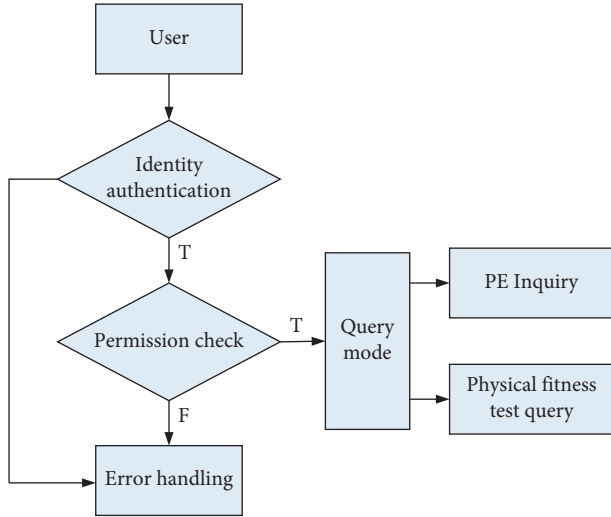 User
Identity
authentication
T
Permission check
T
Query
mode
PE Inquiry
Physical fitness
test query
F
Error handling